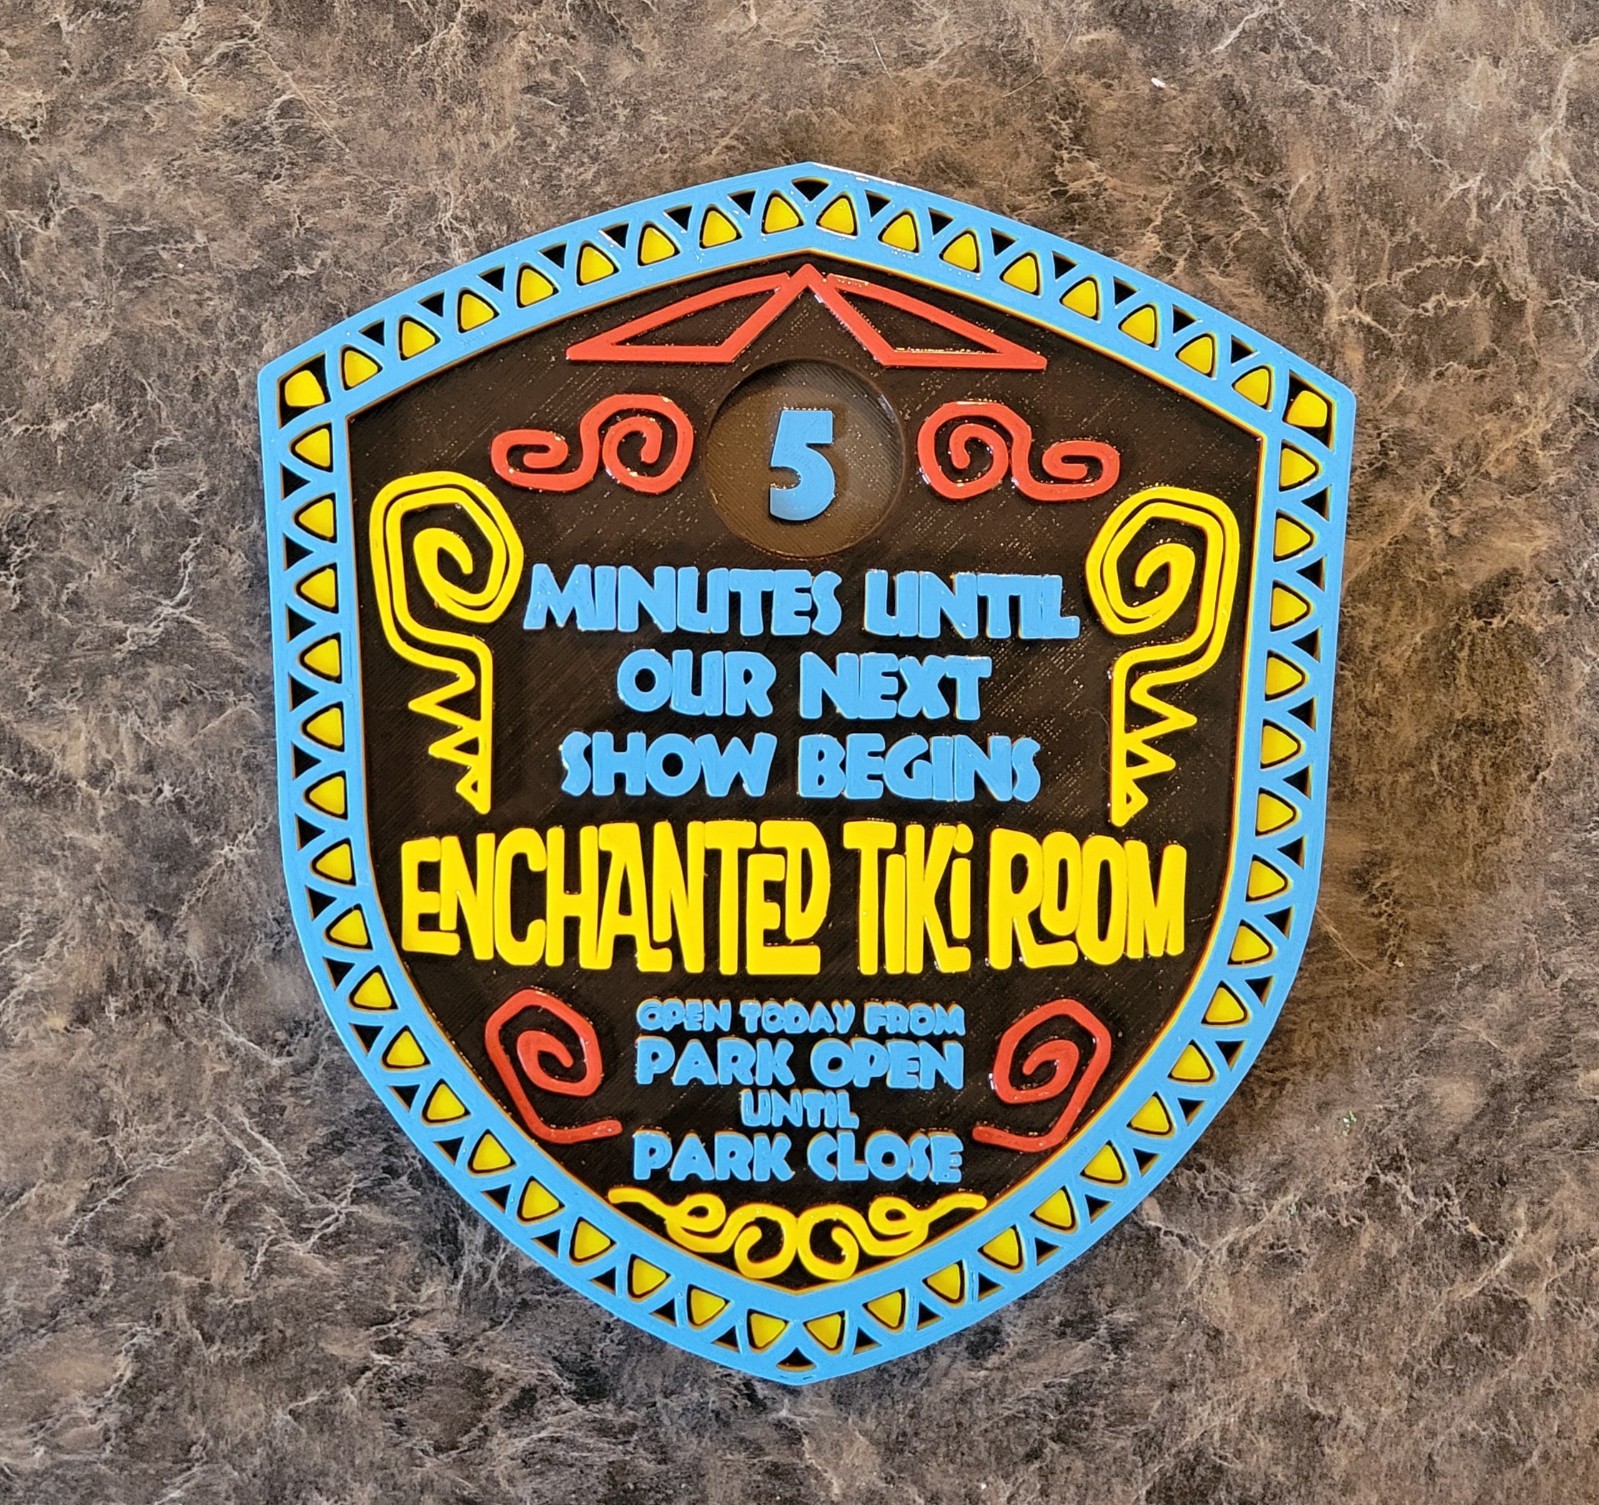 5
MINUTES UNTIL
OUR NEXT
SHOW BEGINS
ENCHANTED TIKI ROOM
OPEN TODAY FROM
PARK OPEN
UNTIL
PARK CLOSE